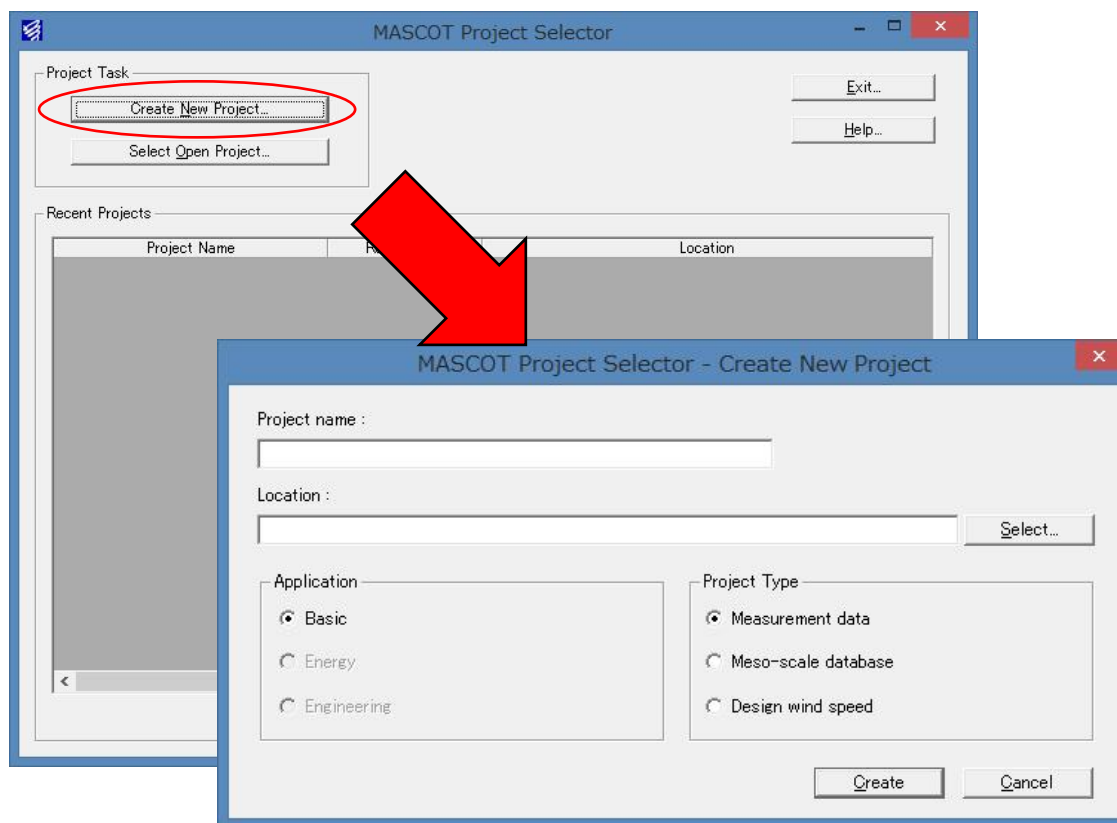 MASCOT Project Selector
Project Task
Create New Project...
Select Open Project...
Exit...
Help...
Recent Projects
Project Name
Location
MASCOT Project Selector - Create New Project
Project name :
Location :
Select...
Application
Basic
Energy
Engineering
Project Type
Measurement data
Meso-scale database
Design wind speed
Create
Cancel